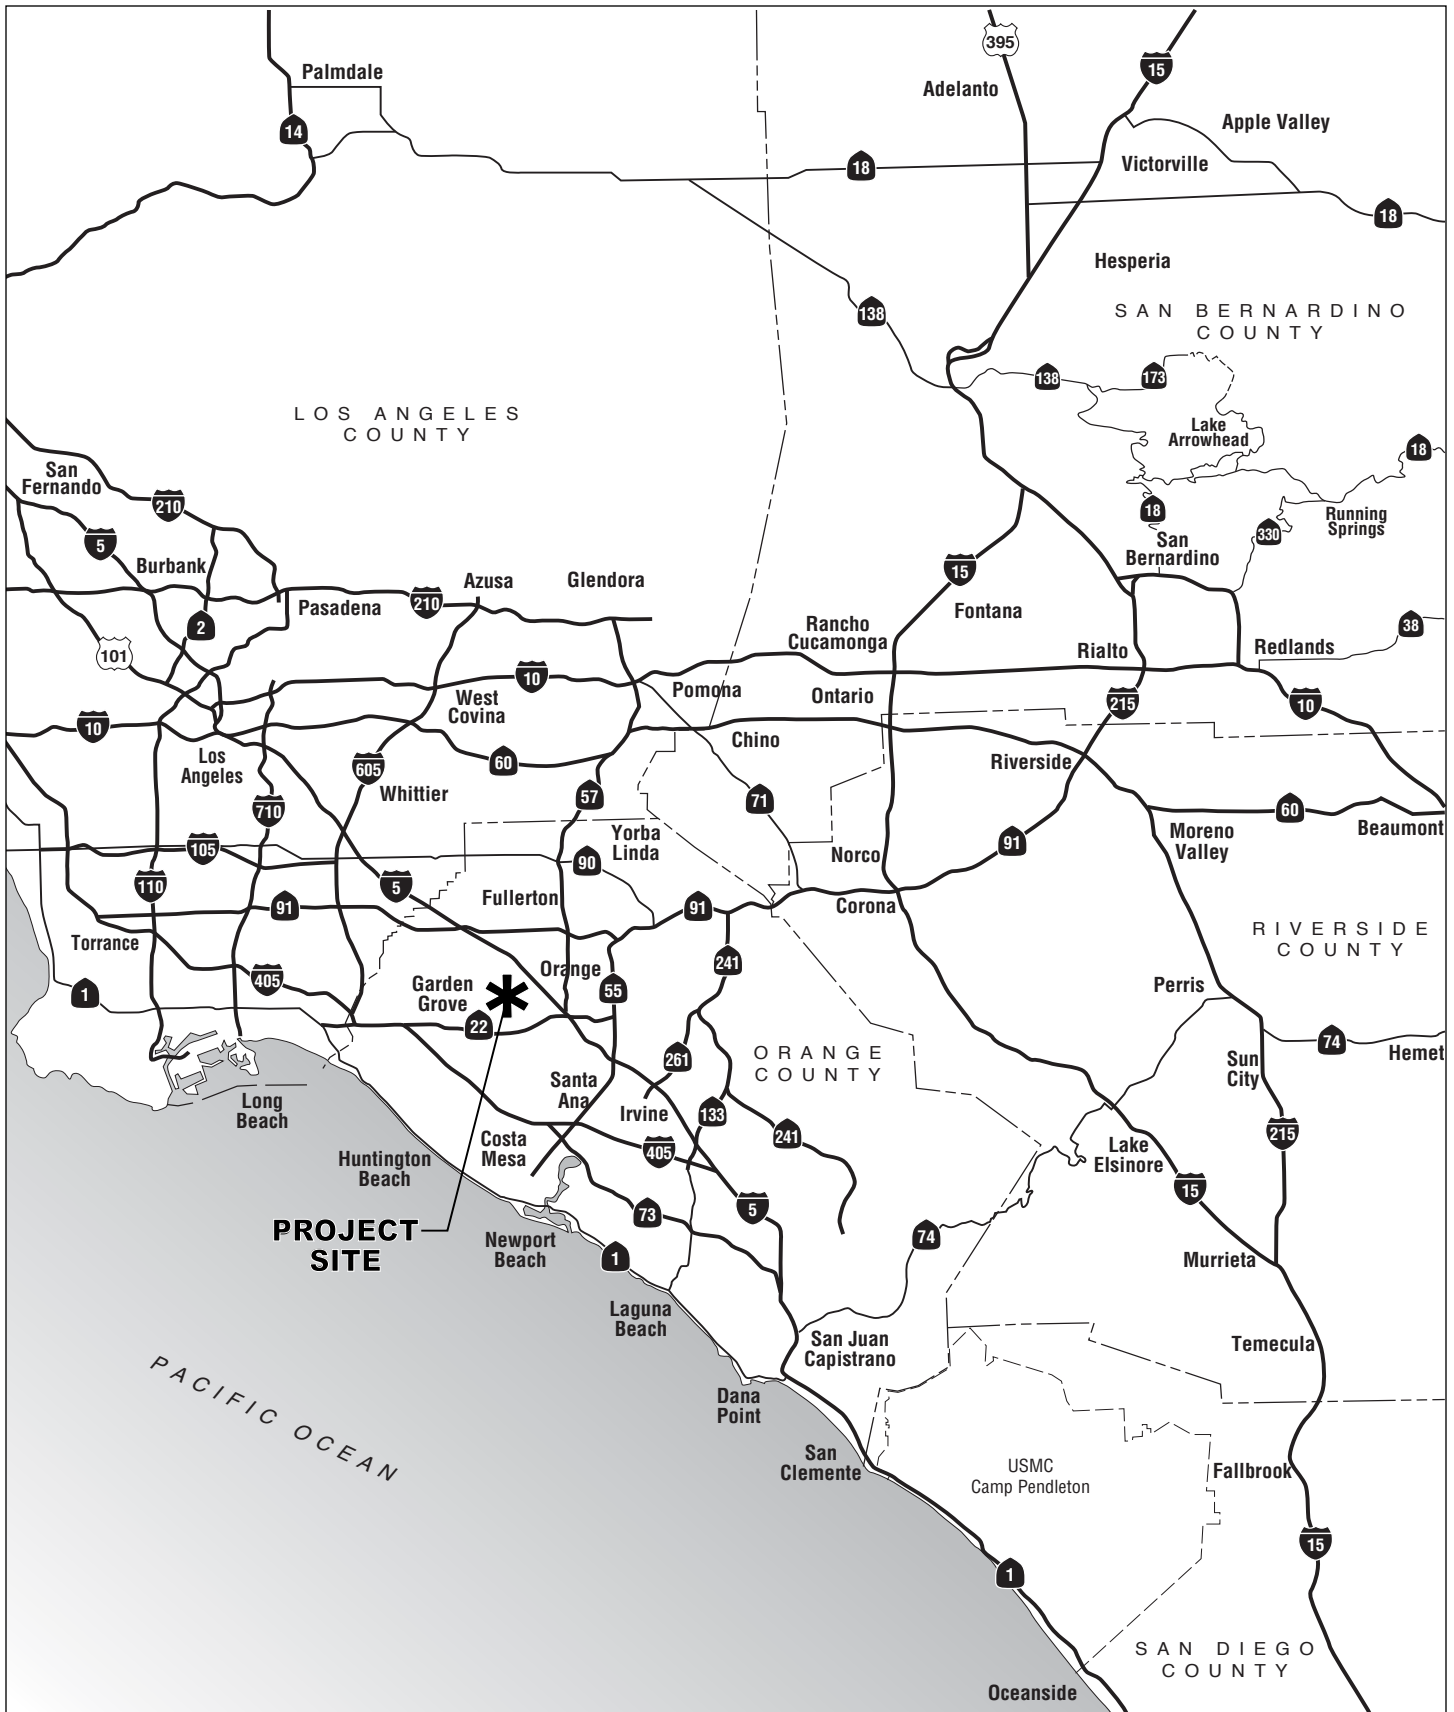 395
15
Palmdale
Adelanto
14
Apple Valley
18
Victorville
18
Hesperia
138
SAN BERNARDINO
COUNTY
138
173
LOS ANGELES
COUNTY
Lake
Arrowhead
18
San
Fernando
210
18
Running
Springs
5
330
San
Bernardino
Burbank
15
Azusa
Glendora
210
Pasadena
Fontana
2
Rancho
Cucamonga
38
101
Rialto
Redlands
10
Pomona
Ontario
West
Covina
215
10
10
Chino
Los
Angeles
60
Riverside
605
Whittier
57
71
710
60
Yorba
Linda
Moreno
Valley
Beaumont
105
90
Norco
91
110
5
Fullerton
91
91
Corona
Torrance
RIVERSIDE
COUNTY
241
405
Orange
Garden
Grove
55
Perris
1
22
74
261
ORANGE
COUNTY
Hemet
Sun
City
Santa
Ana
Long
Beach
Irvine
133
241
215
Costa
Mesa
405
Lake
Elsinore
Huntington
Beach
15
73
5
PROJECT
SITE
74
Newport
Beach
1
Murrieta
Laguna
Beach
San Juan
Capistrano
Temecula
PACIFIC OCEAN
Dana
Point
San
Clemente
USMC
Camp Pendleton
Fallbrook
15
1
SAN DIEGO
COUNTY
Oceanside